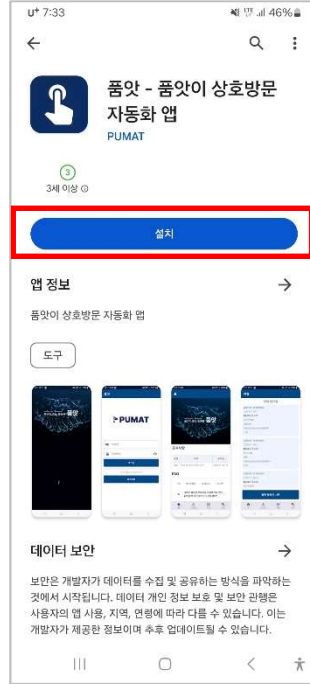 U+ 7:33
46%
품앗 - 품앗이 상호방문
자동화 앱
PUMAT
3
3세 이상
설치
앱 정보
품앗이 상호방문 자동화 앱
도구
품앗
PUMAT
데이터 보안
보안은 개발자가 데이터를 수집 및 공유하는 방식을 파악하는
것에서 시작됩니다. 데이터 개인 정보 보호 및 보안 관행은
사용자의 앱 사용, 지역, 연령에 따라 다를 수 있습니다. 이는
개발자가 제공한 정보이며 추후 업데이트될 수 있습니다.